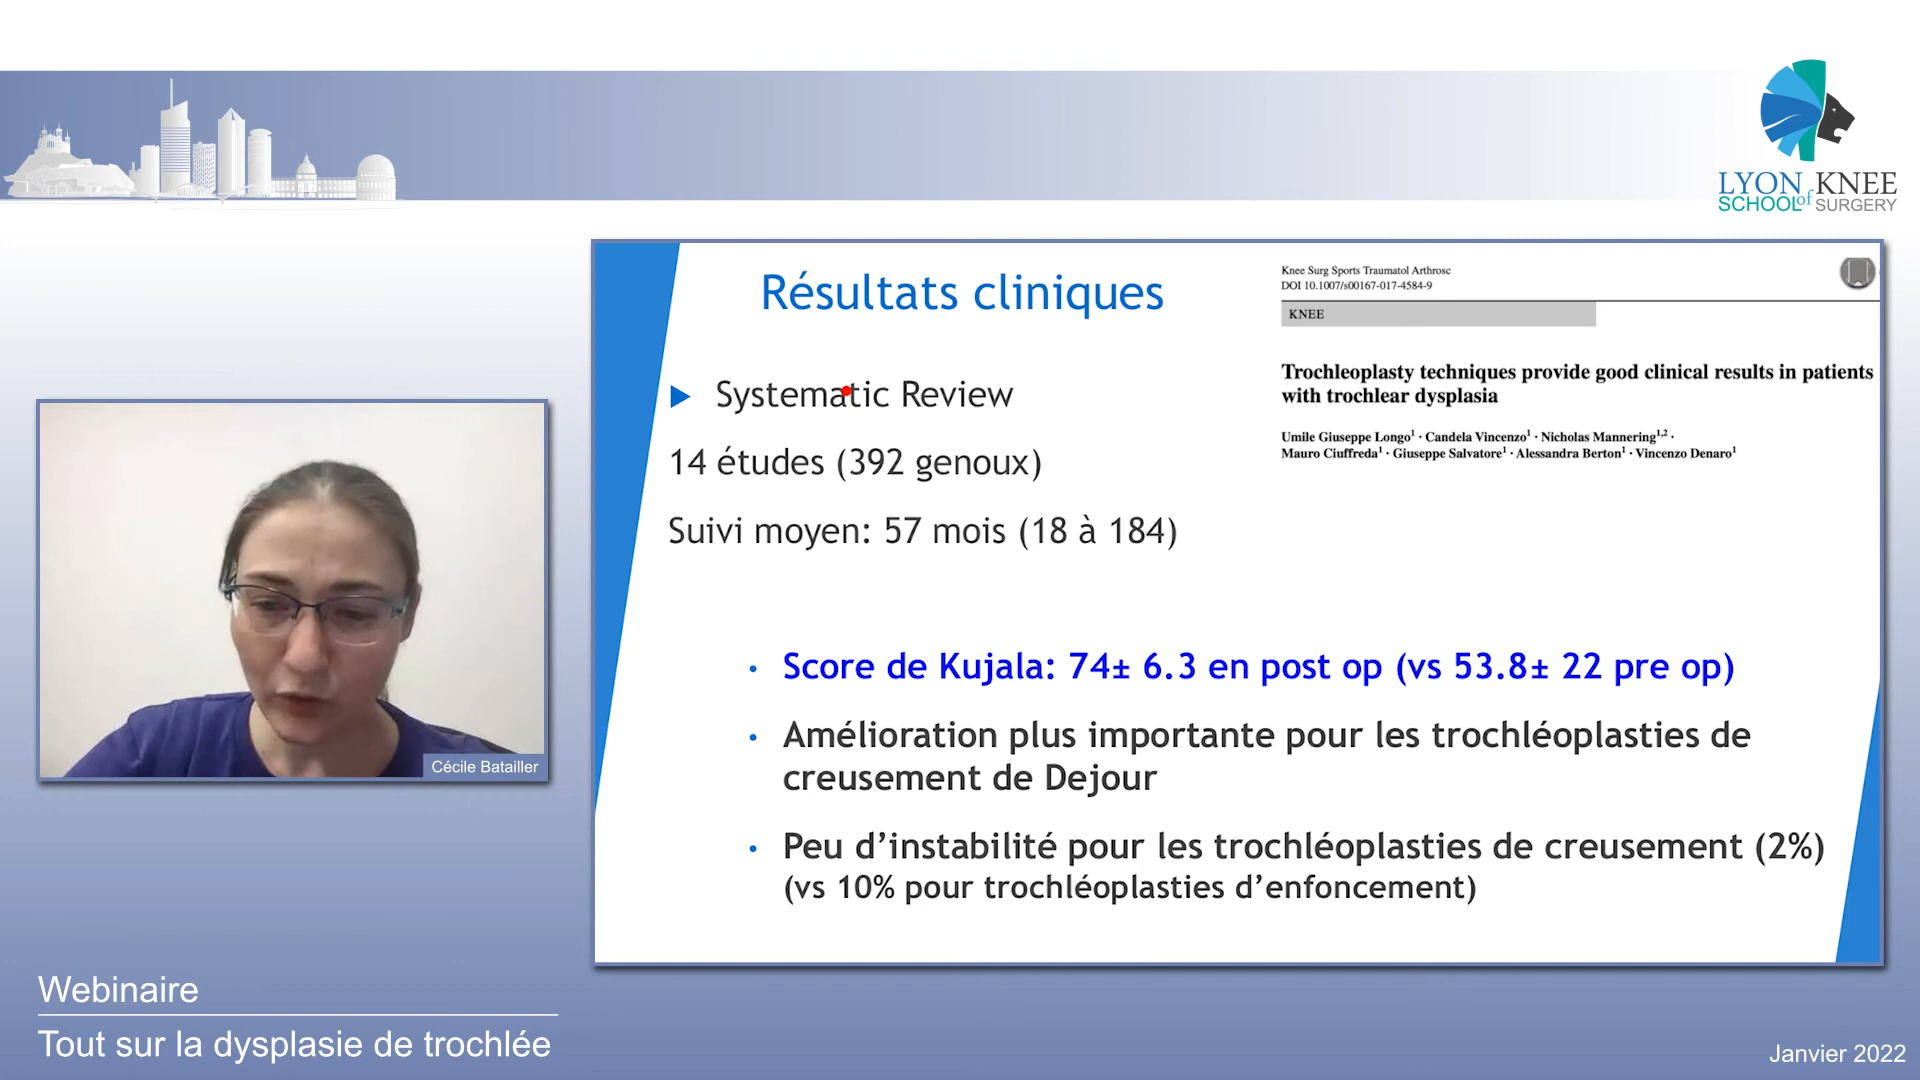 LYON KNEE
SCHOOL of SURGERY
Résultats cliniques
Knee Surg Sports Traumatol Arthrosc
DOI 10.1007/s00167-017-4584-9
KNEE
Trochleoplasty techniques provide good clinical results in patients
with trochlear dysplasia
Umile Giuseppe Longo1 · Candela Vincenzo1 · Nicholas Mannering1,2 ·
Mauro Ciuffreda1 · Giuseppe Salvatore1 · Alessandra Berton1 · Vincenzo Denaro1
Systematic Review
14 études (392 genoux)
Suivi moyen: 57 mois (18 à 184)
• Score de Kujala: 74± 6.3 en post op (vs 53.8± 22 pre op)
• Amélioration plus importante pour les trochléoplasties de
creusement de Dejour
• Peu d’instabilité pour les trochléoplasties de creusement (2%)
(vs 10% pour trochléoplasties d’enfoncement)
Cécile Batailler
Webinaire
Tout sur la dysplasie de trochlée
Janvier 2022